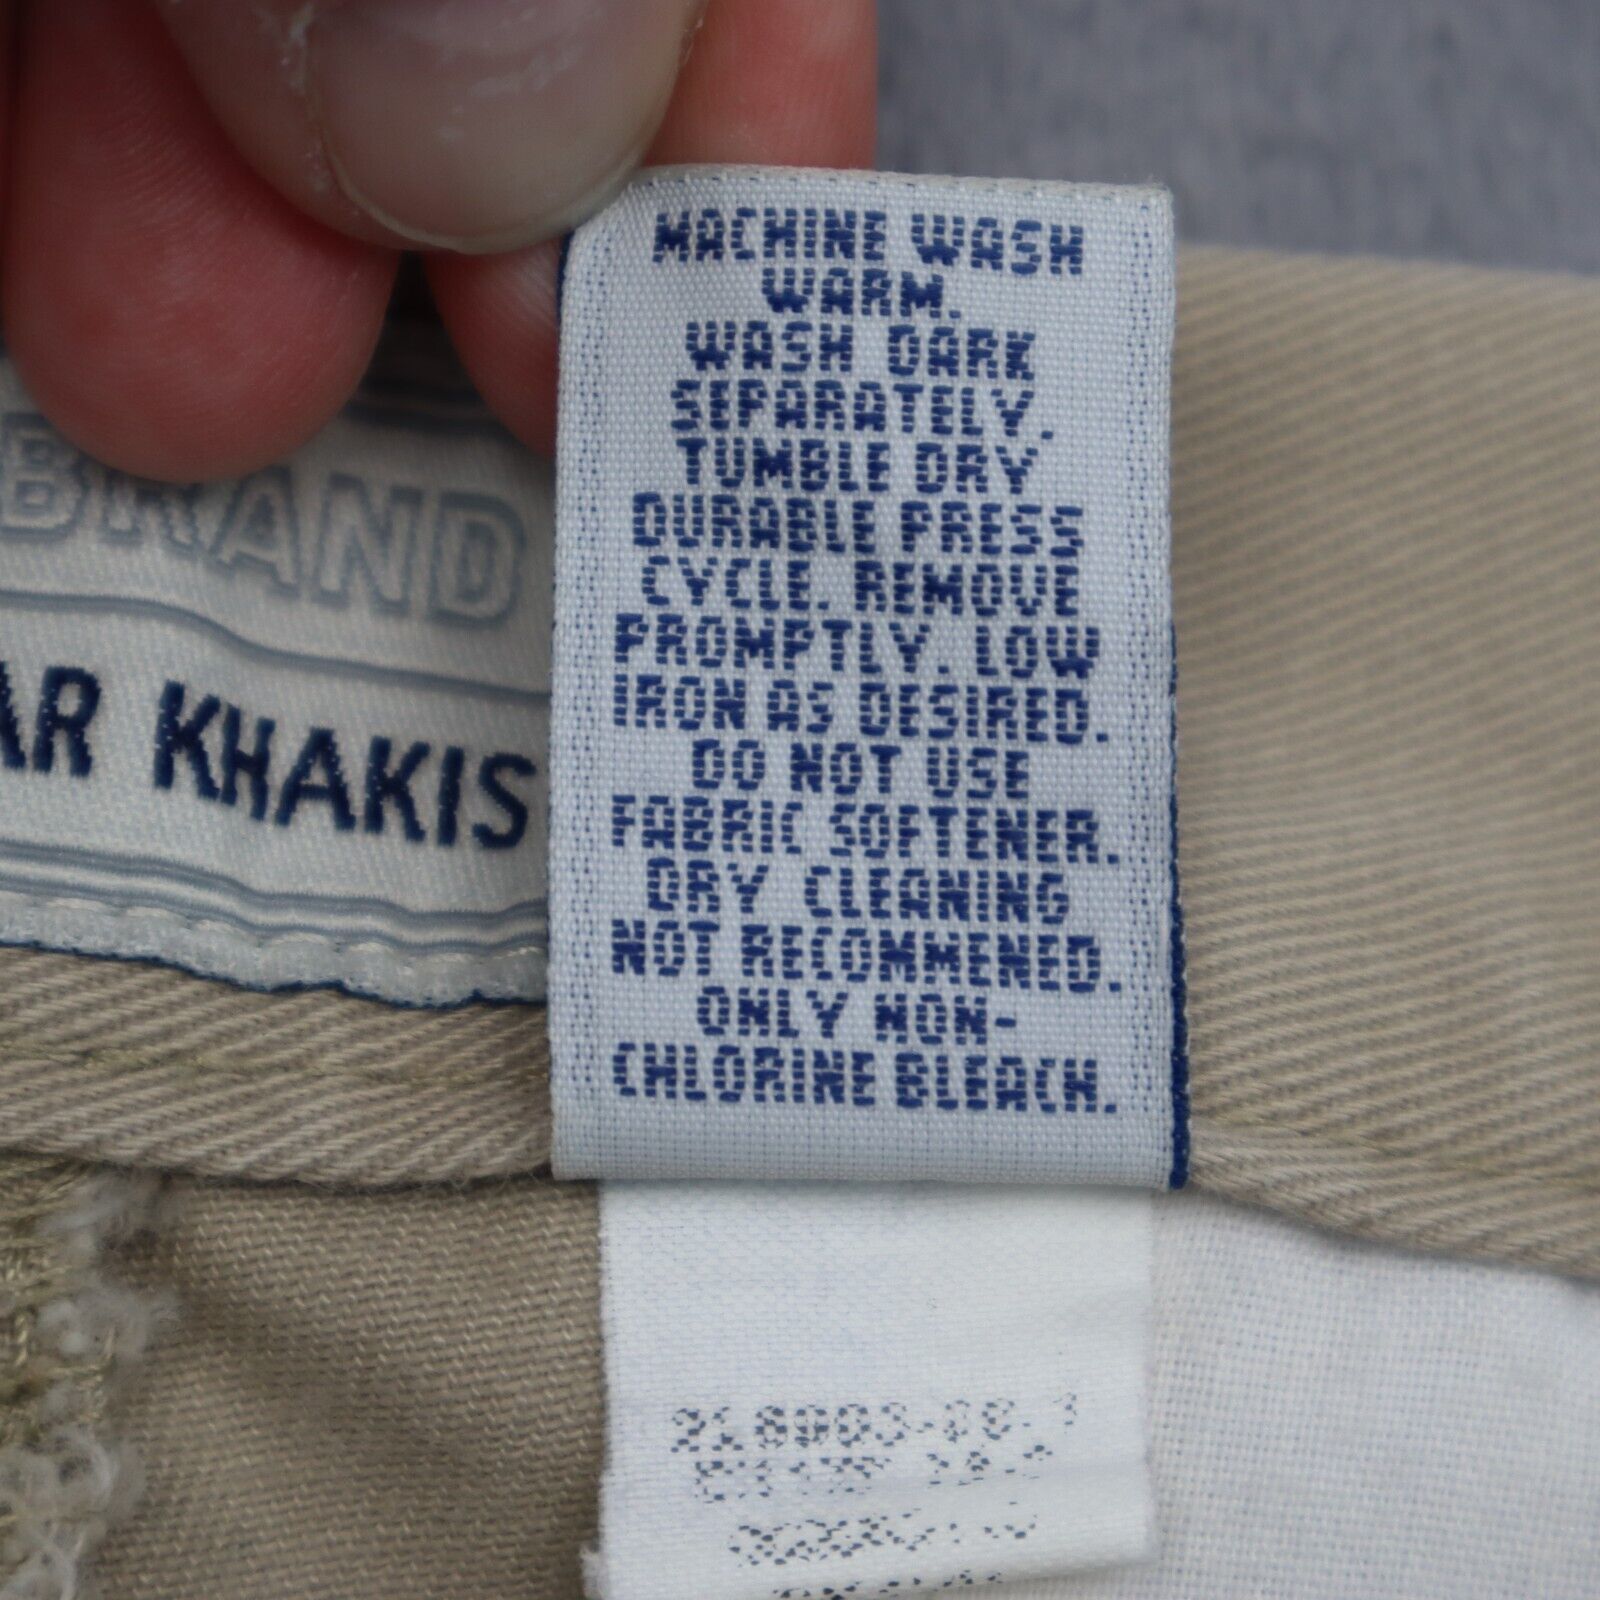 BRAND
AR KHAKIS
MACHINE WASH
WARM.
WASH DARK
SEPARATELY.
TUMBLE DRY
DURABLE PRESS
CYCLE. REMOVE
PROMPTLY. LOW
IRON AS DESIRED.
DO NOT USE
FABRIC SOFTENER.
DRY CLEANING
NOT RECOMMENED.
ONLY NON-
CHLORINE BLEACH.